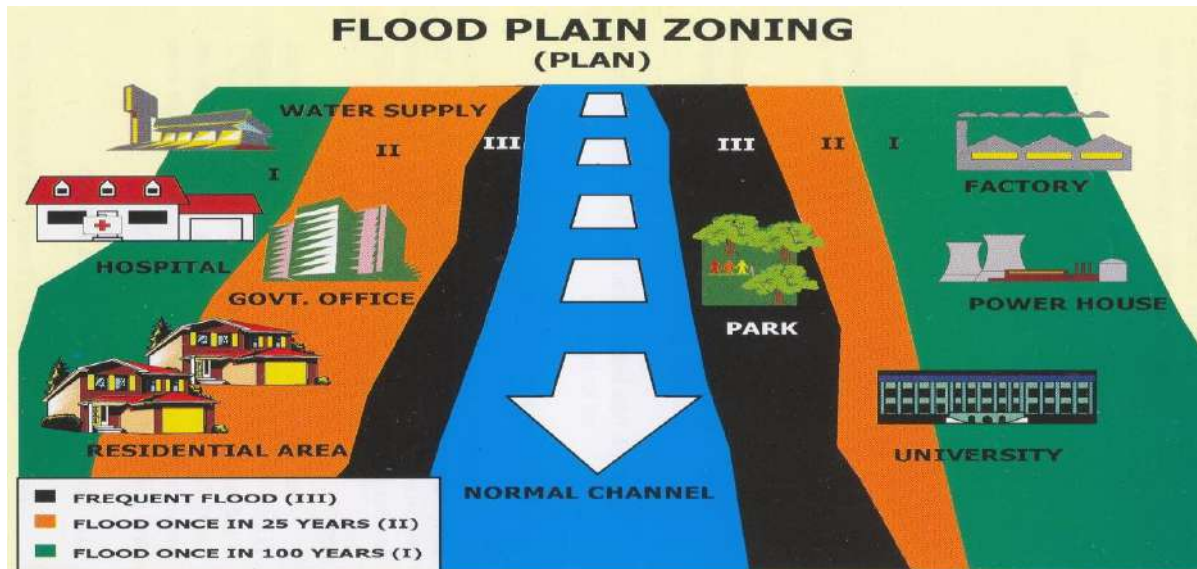 FLOOD PLAIN ZONING
(PLAN)
WATER SUPPLY
I
II
III
III
II
I
FACTORY
HOSPITAL
GOVT. OFFICE
POWER HOUSE
PARK
RESIDENTIAL AREA
UNIVERSITY
NORMAL CHANNEL
FREQUENT FLOOD (III)
FLOOD ONCE IN 25 YEARS (II)
FLOOD ONCE IN 100 YEARS (I)